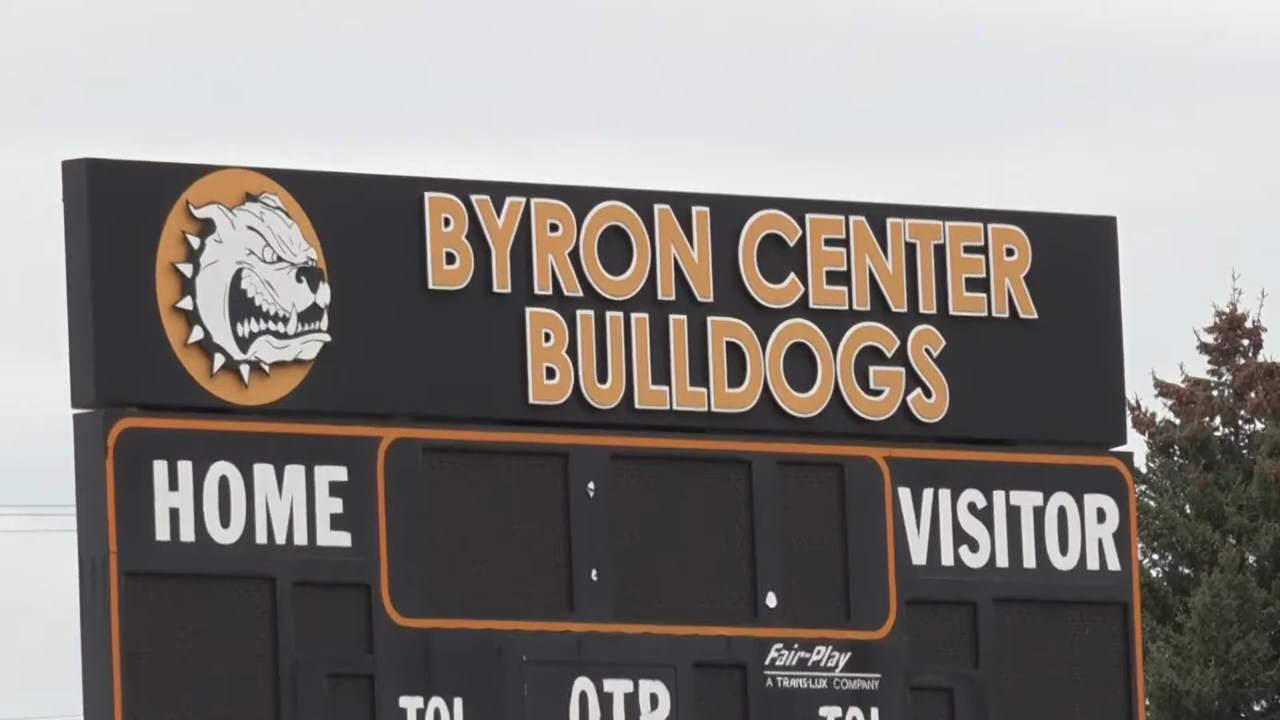 BYRON CENTER
BULLDOGS
HOME
VISITOR
Fair-Play
A TRANS-LUX COMPANY
TOL
QTR
TOL